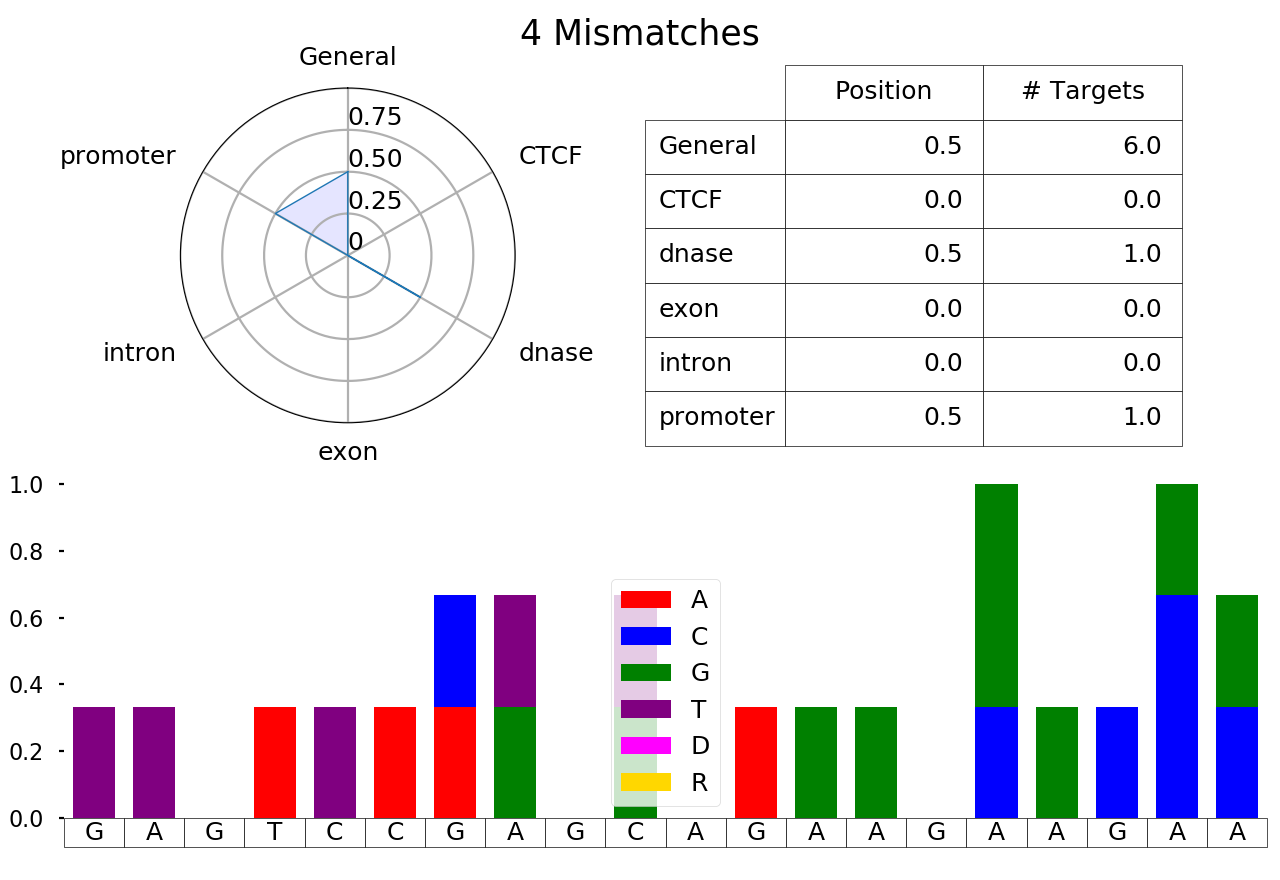 4 Mismatches
General
promoter
CTCF
0.75
0.50
0.25
0
intron
dnase
exon
Position # Targets
General 0.5 6.0
CTCF 0.0 0.0
dnase 0.5 1.0
exon 0.0 0.0
intron 0.0 0.0
promoter 0.5 1.0
1.0
0.8
0.6
0.4
0.2
0.0
A
C
G
T
D
R
G A G T C C G A G C A G A A G A A G A A